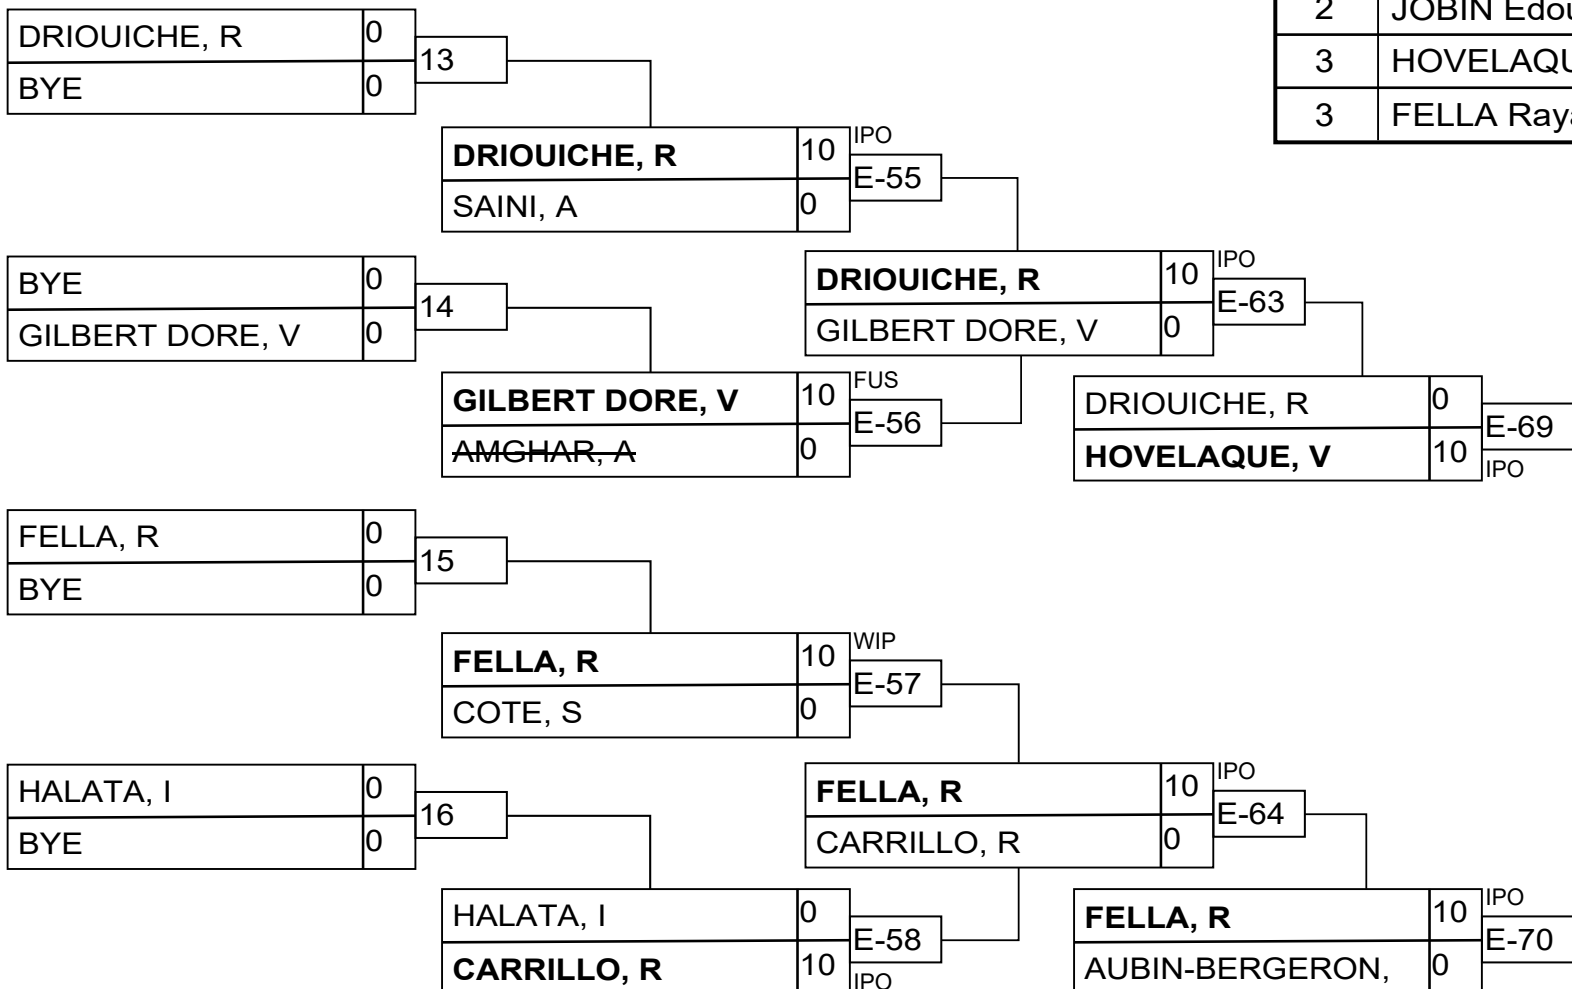 DRIOUICHE, R 0
13
BYE 0
DRIOUICHE, R 10 IPO
E-55
SAINI, A 0
BYE 0
14
GILBERT DORE, V 0
DRIOUICHE, R 10 IPO
E-63
GILBERT DORE, V 0
GILBERT DORE, V 10 FUS
E-56
AMGHAR, A 0
DRIOUICHE, R 0
E-69
HOVELAQUE, V 10 IPO
FELLA, R 0
15
BYE 0
FELLA, R 10 WIP
E-57
COTE, S 0
HALATA, I 0
16
BYE 0
FELLA, R 10 IPO
E-64
CARRILLO, R 0
HALATA, I 0
E-58
CARRILLO, R 10 IPO
FELLA, R 10 IPO
E-70
AUBIN-BERGERON, 0
2 JOBIN
3
3 FELLA